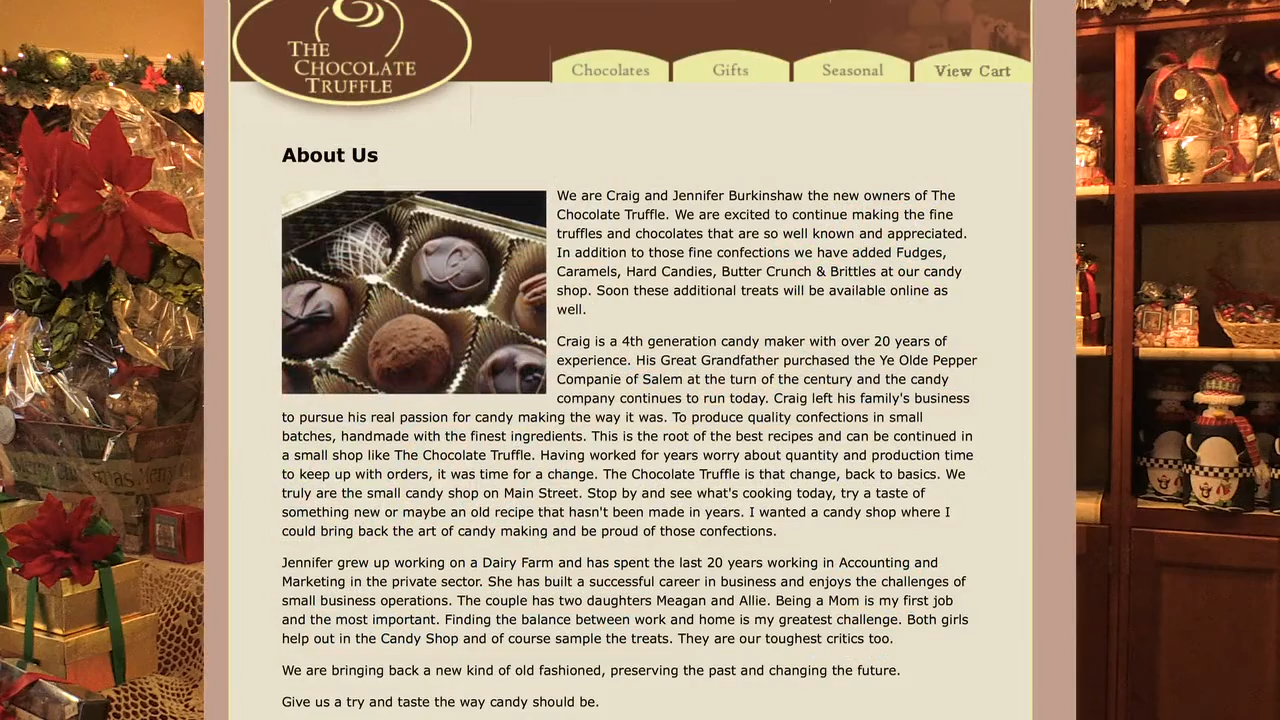 THE
CHOCOLATE
TRUFFLE
Chocolates
Gifts
Seasonal
View Cart
About Us
We are Craig and Jennifer Burkinshaw the new owners of The
Chocolate Truffle. We are excited to continue making the fine
truffles and chocolates that are so well known and appreciated.
In addition to those fine confections we have added Fudges,
Caramels, Hard Candies, Butter Crunch & Brittles at our candy
shop. Soon these additional treats will be available online as
well.
Craig is a 4th generation candy maker with over 20 years of
experience. His Great Grandfather purchased the Ye Olde Pepper
Companie of Salem at the turn of the century and the candy
company continues to run today. Craig left his family's business
to pursue his real passion for candy making the way it was. To produce quality confections in small
batches, handmade with the finest ingredients. This is the root of the best recipes and can be continued in
a small shop like The Chocolate Truffle. Having worked for years worry about quantity and production time
to keep up with orders, it was time for a change. The Chocolate Truffle is that change, back to basics. We
truly are the small candy shop on Main Street. Stop by and see what's cooking today, try a taste of
something new or maybe an old recipe that hasn't been made in years. I wanted a candy shop where I
could bring back the art of candy making and be proud of those confections.
Jennifer grew up working on a Dairy Farm and has spent the last 20 years working in Accounting and
Marketing in the private sector. She has built a successful career in business and enjoys the challenges of
small business operations. The couple has two daughters Meagan and Allie. Being a Mom is my first job
and the most important. Finding the balance between work and home is my greatest challenge. Both girls
help out in the Candy Shop and of course sample the treats. They are our toughest critics too.
We are bringing back a new kind of old fashioned, preserving the past and changing the future.
Give us a try and taste the way candy should be.
Merry Christmas. Merry